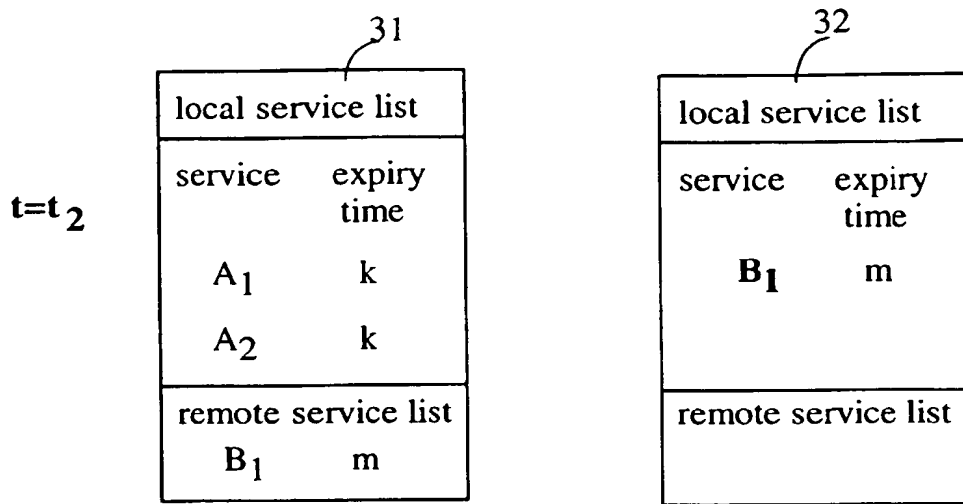 31
local service list
service expiry
time
A1 k
A2 k
remote service list
B1 m
t=t2
32
local service list
service expiry
time
B1 m
remote service list